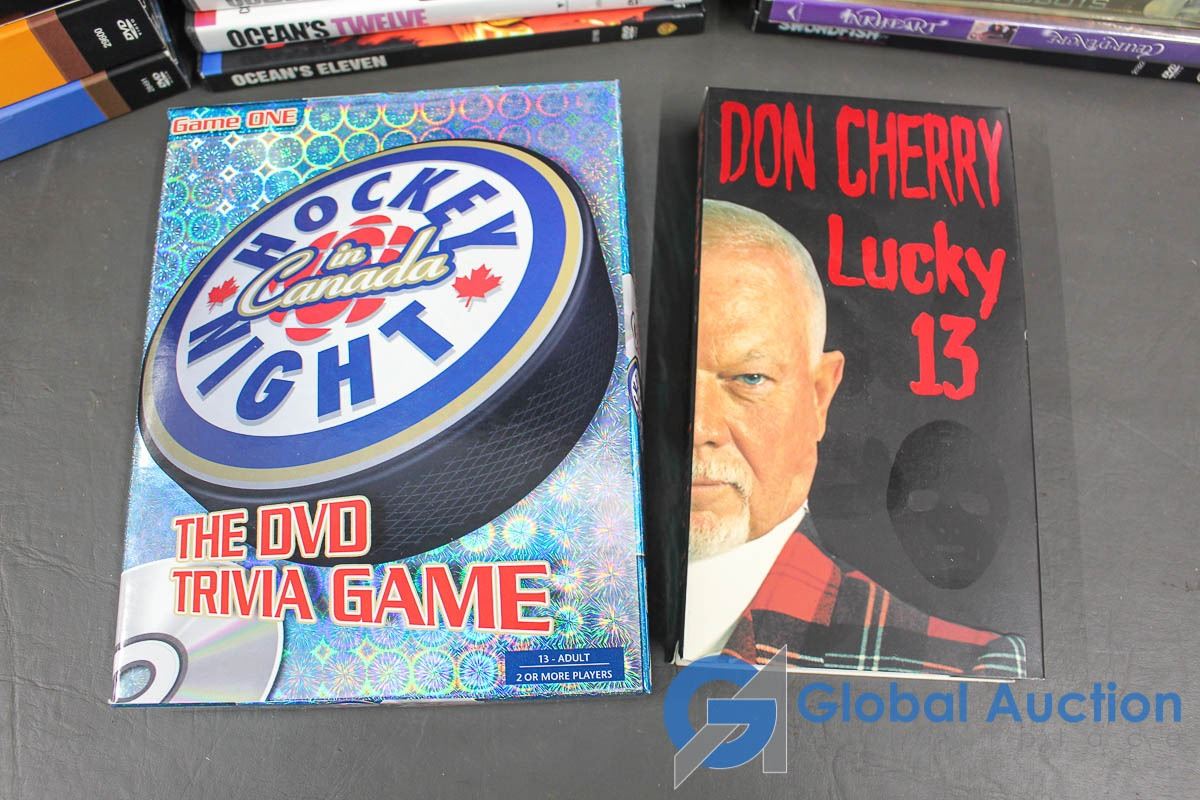 OCEAN'S TWELVE
OCEAN'S ELEVEN
INKHEART
SWORDFISH
Game ONE
HOCKEY
NIGHT
in
Canada
THE DVD
TRIVIA GAME
13 - ADULT
2 OR MORE PLAYERS
DON CHERRY
Lucky
13
Global Auction